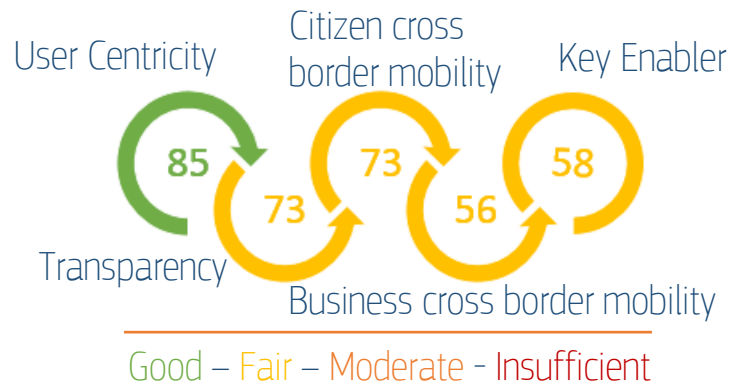 User Centricity
Citizen cross
border mobility
Key Enabler
85
73
73
56
58
Transparency
Business cross border mobility
Good – Fair – Moderate - Insufficient